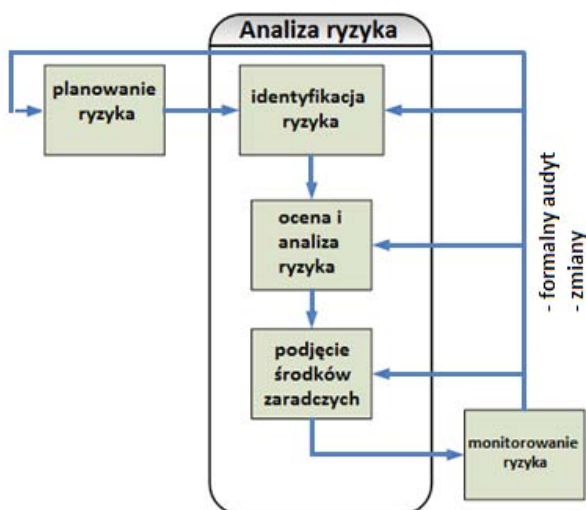 Analiza ryzyka
planowanie
ryzyka
identyfikacja
ryzyka
ocena i
analiza
ryzyka
podjęcie
środków
zaradczych
monitorowanie
ryzyka
- formalny audyt
- zmiany